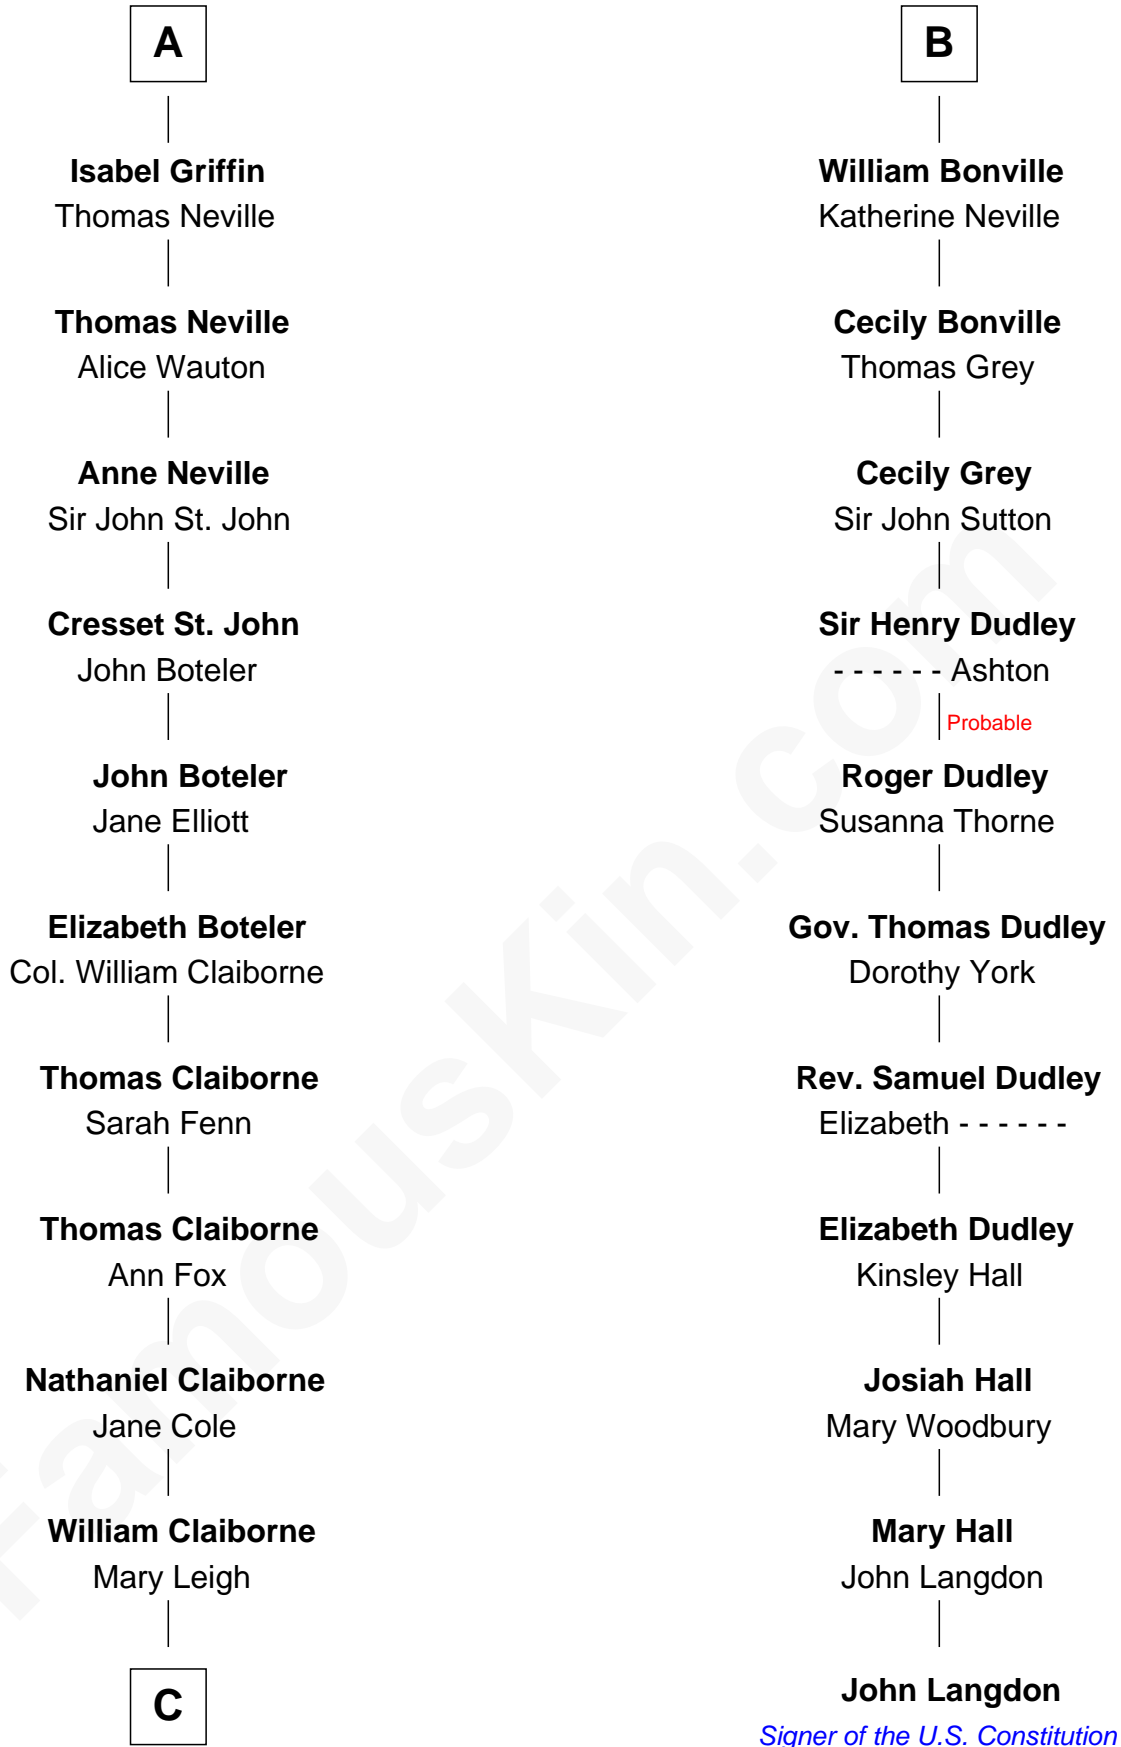 A
Isabel Griffin
Thomas Neville
Thomas Neville
Alice Wauton
Anne Neville
Sir John St. John
Cresset St. John
John Boteler
John Boteler
Jane Elliott
Elizabeth Boteler
Col. William Claiborne
Thomas Claiborne
Sarah Fenn
Thomas Claiborne
Ann Fox
Nathaniel Claiborne
Jane Cole
William Claiborne
Mary Leigh
C
B
William Bonville
Katherine Neville
Cecily Bonville
Thomas Grey
Cecily Grey
Sir John Sutton
Sir Henry Dudley
- - - - - - Ashton
Probable
Roger Dudley
Susanna Thorne
Gov. Thomas Dudley
Dorothy York
Rev. Samuel Dudley
Elizabeth - - - - - -
Elizabeth Dudley
Kinsley Hall
Josiah Hall
Mary Woodbury
Mary Hall
John Langdon
John Langdon
Signer of the U.S. Constitution
FamousKin.com